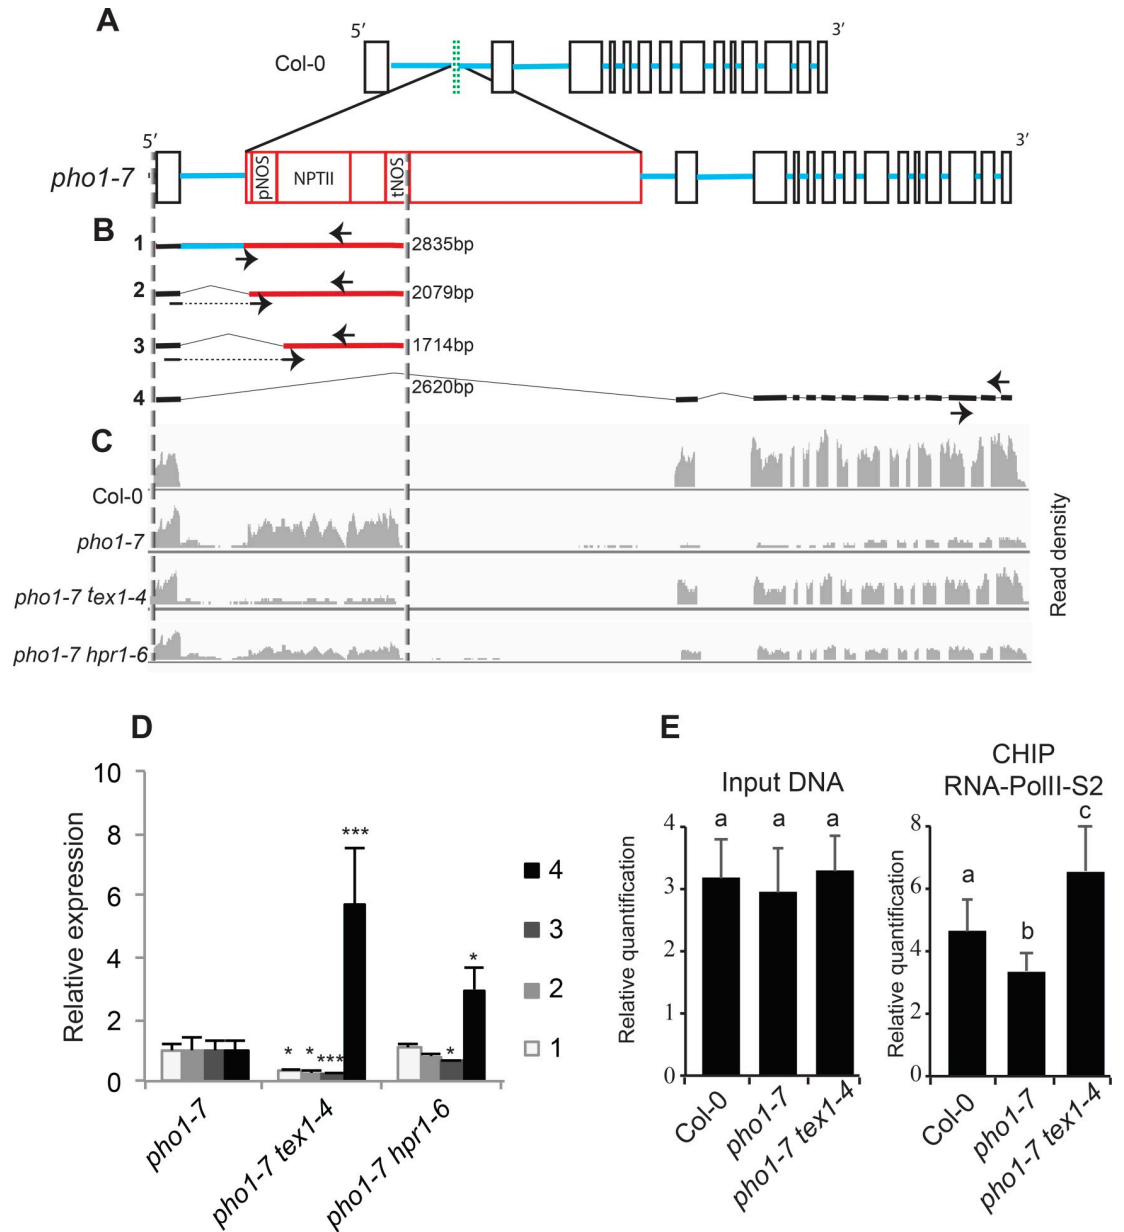 A
5′ 3′
Col-0
5′ 3′
pho1-7
pNOS NPTII tNOS
B
1 2835bp
2 2079bp
3 1714bp
4 2620bp
C
Col-0
pho1-7
pho1-7 tex1-4
pho1-7 hpr1-6
Read density
D
Relative expression
10
8
6
4
2
0
***
* * ***
* *
4
3
2
1
pho1-7
pho1-7 tex1-4
pho1-7 hpr1-6
E
Input DNA
Relative quantification
4
3
2
1
0
a a a
Col-0
pho1-7
pho1-7 tex1-4
CHIP
RNA-PolII-S2
Relative quantification
8
6
4
2
0
a b c
Col-0
pho1-7
pho1-7 tex1-4